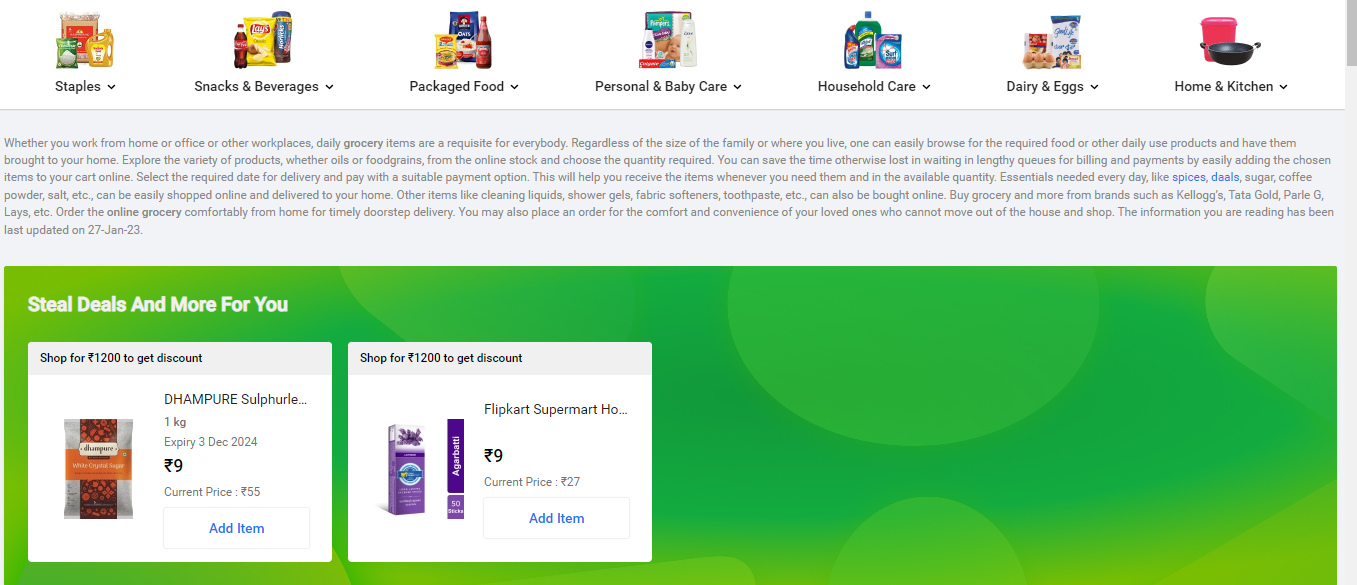 Staples
Snacks & Beverages
Packaged Food
Personal & Baby Care
Household Care
Dairy & Eggs
Home & Kitchen
Whether you work from home or office or other workplaces, daily grocery items are a requisite for everybody. Regardless of the size of the family or where you live, one can easily browse for the required food or other daily use products and have them
brought to your home. Explore the variety of products, whether oils or foodgrains, from the online stock and choose the quantity required. You can save the time otherwise lost in waiting in lengthy queues for billing and payments by easily adding the chosen
items to your cart online. Select the required date for delivery and pay with a suitable payment option. This will help you receive the items whenever you need them and in the available quantity. Essentials needed every day, like spices, daals, sugar, coffee
powder, salt, etc., can be easily shopped online and delivered to your home. Other items like cleaning liquids, shower gels, fabric softeners, toothpaste, etc., can also be bought online. Buy grocery and more from brands such as Kellogg's, Tata Gold, Parle G,
Lays, etc. Order the online grocery comfortably from home for timely doorstep delivery. You may also place an order for the comfort and convenience of your loved ones who cannot move out of the house and shop. The information you are reading has been
last updated on 27-Jan-23.
Steal Deals And More For You
Shop for ₹1200 to get discount
DHAMPURE Sulphurle...
1 kg
Expiry 3 Dec 2024
₹9
Current Price : ₹55
Add Item
dhampure
White Crystal Sugar
Shop for ₹1200 to get discount
Flipkart Supermart Ho...
₹9
Current Price : ₹27
Add Item
Agarbatti
50
Sticks